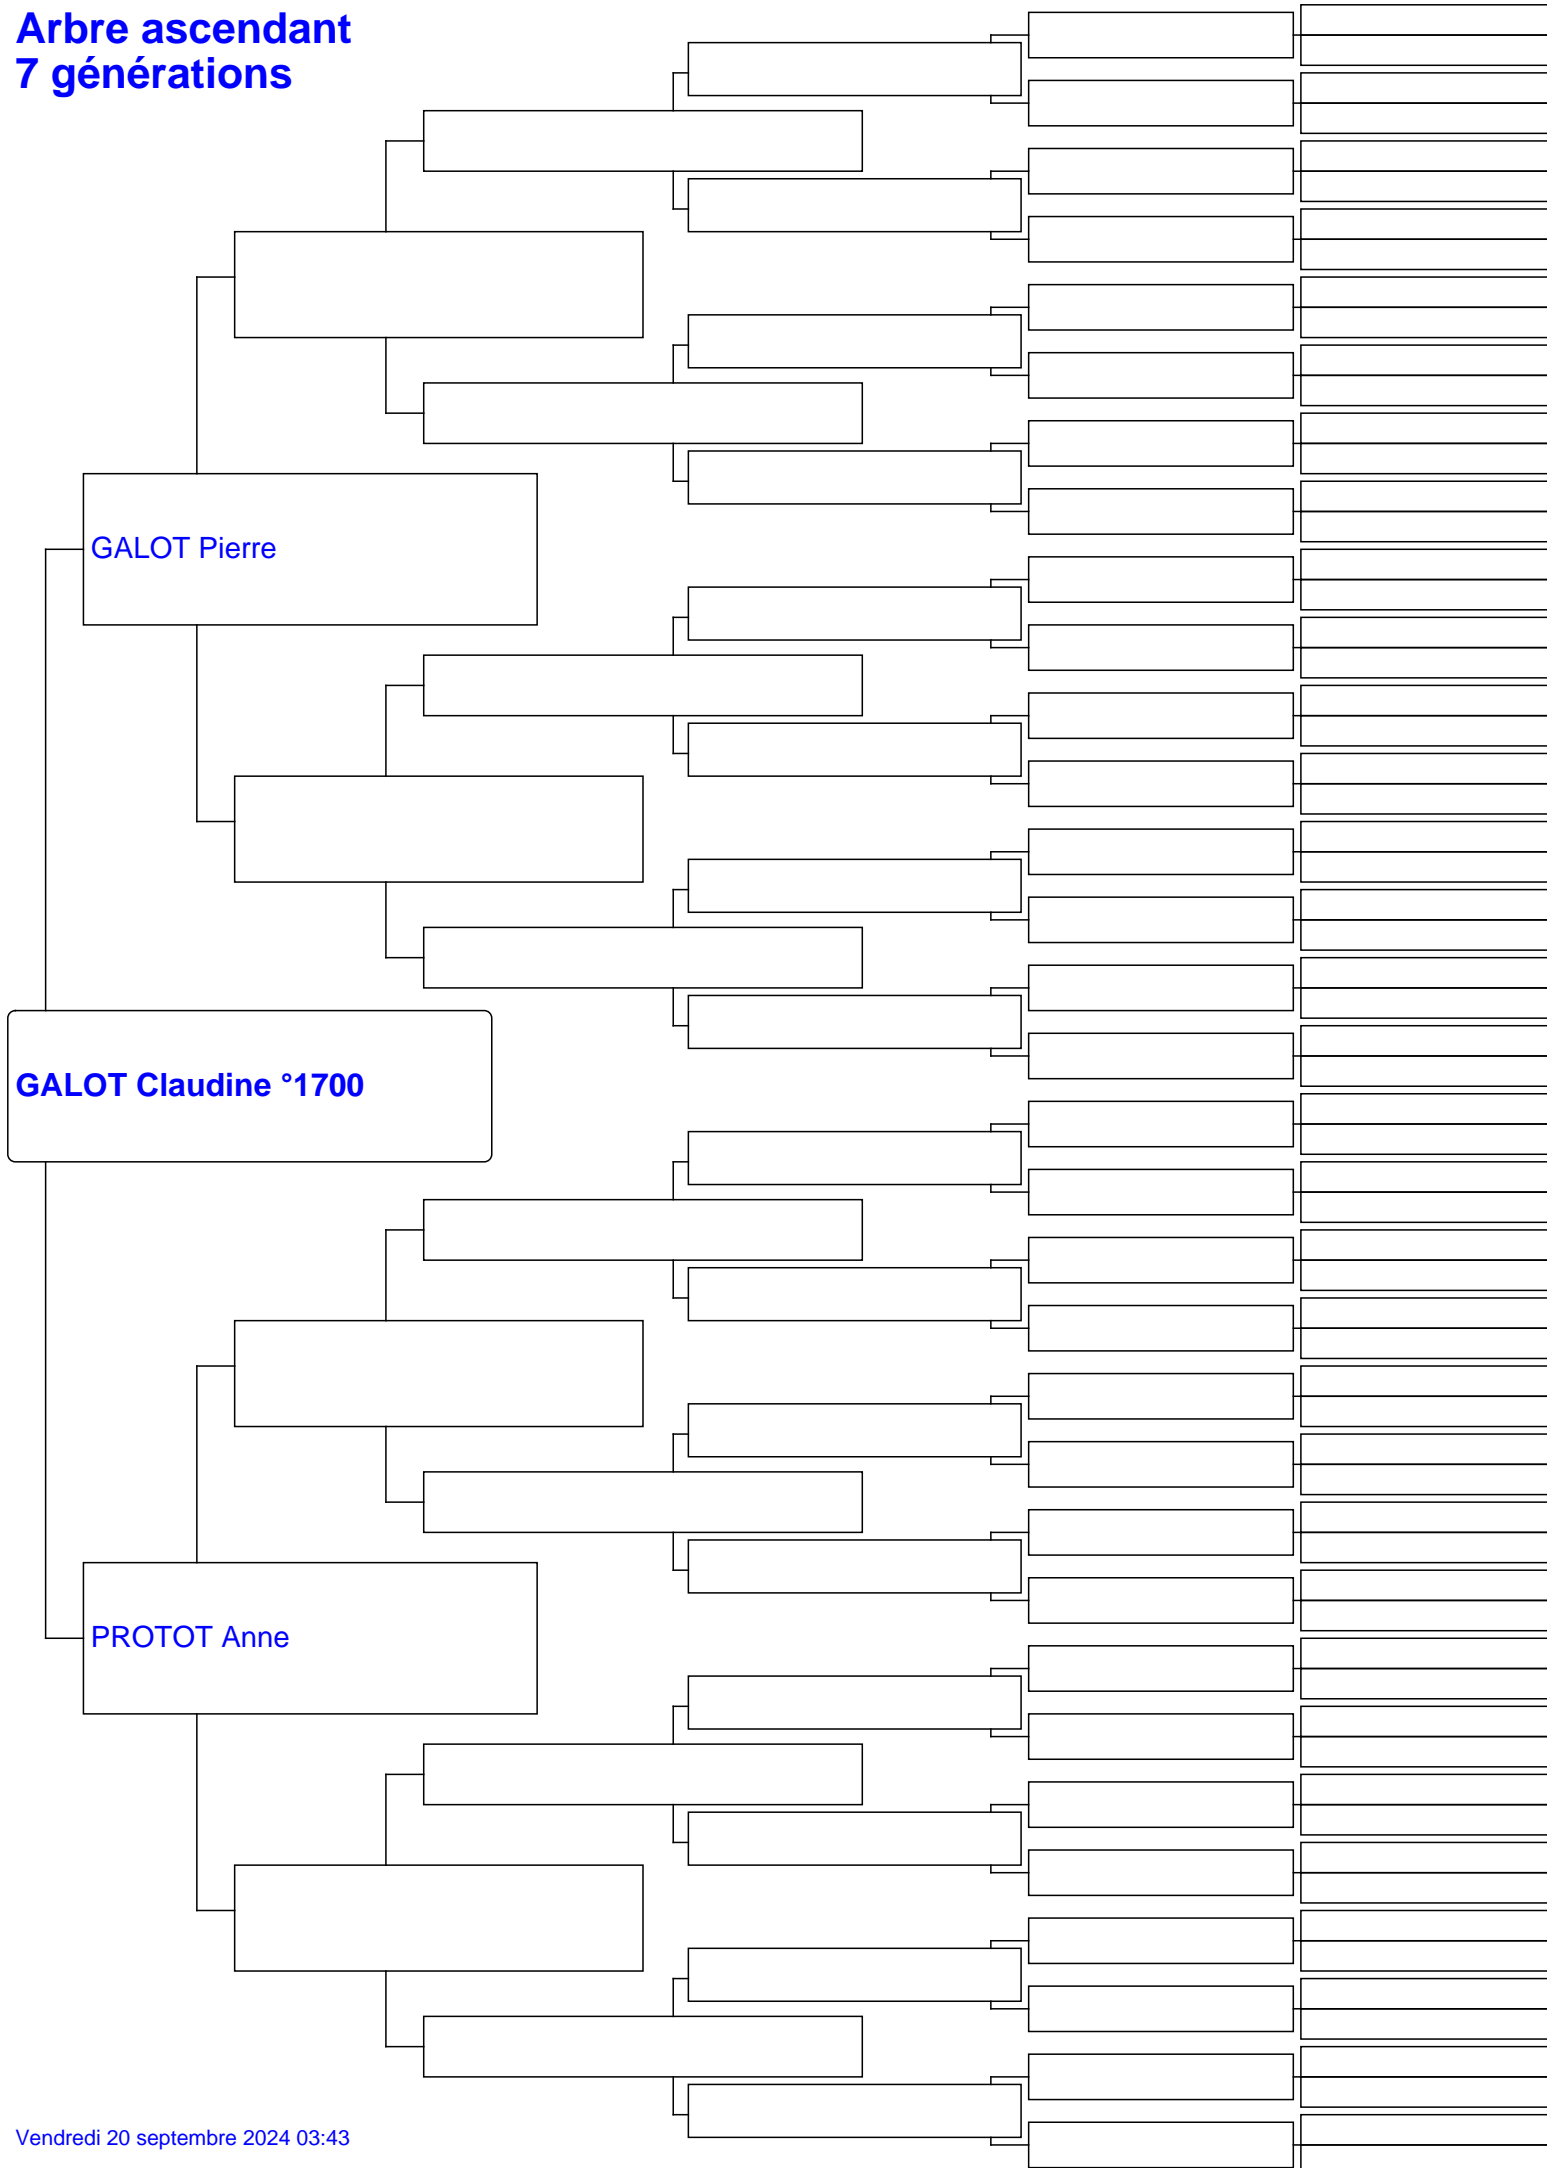 Arbre ascendant
7 générations
GALOT Pierre
GALOT Claudine °1700
PROTOT Anne
Vendredi 20 septembre 2024 03:43